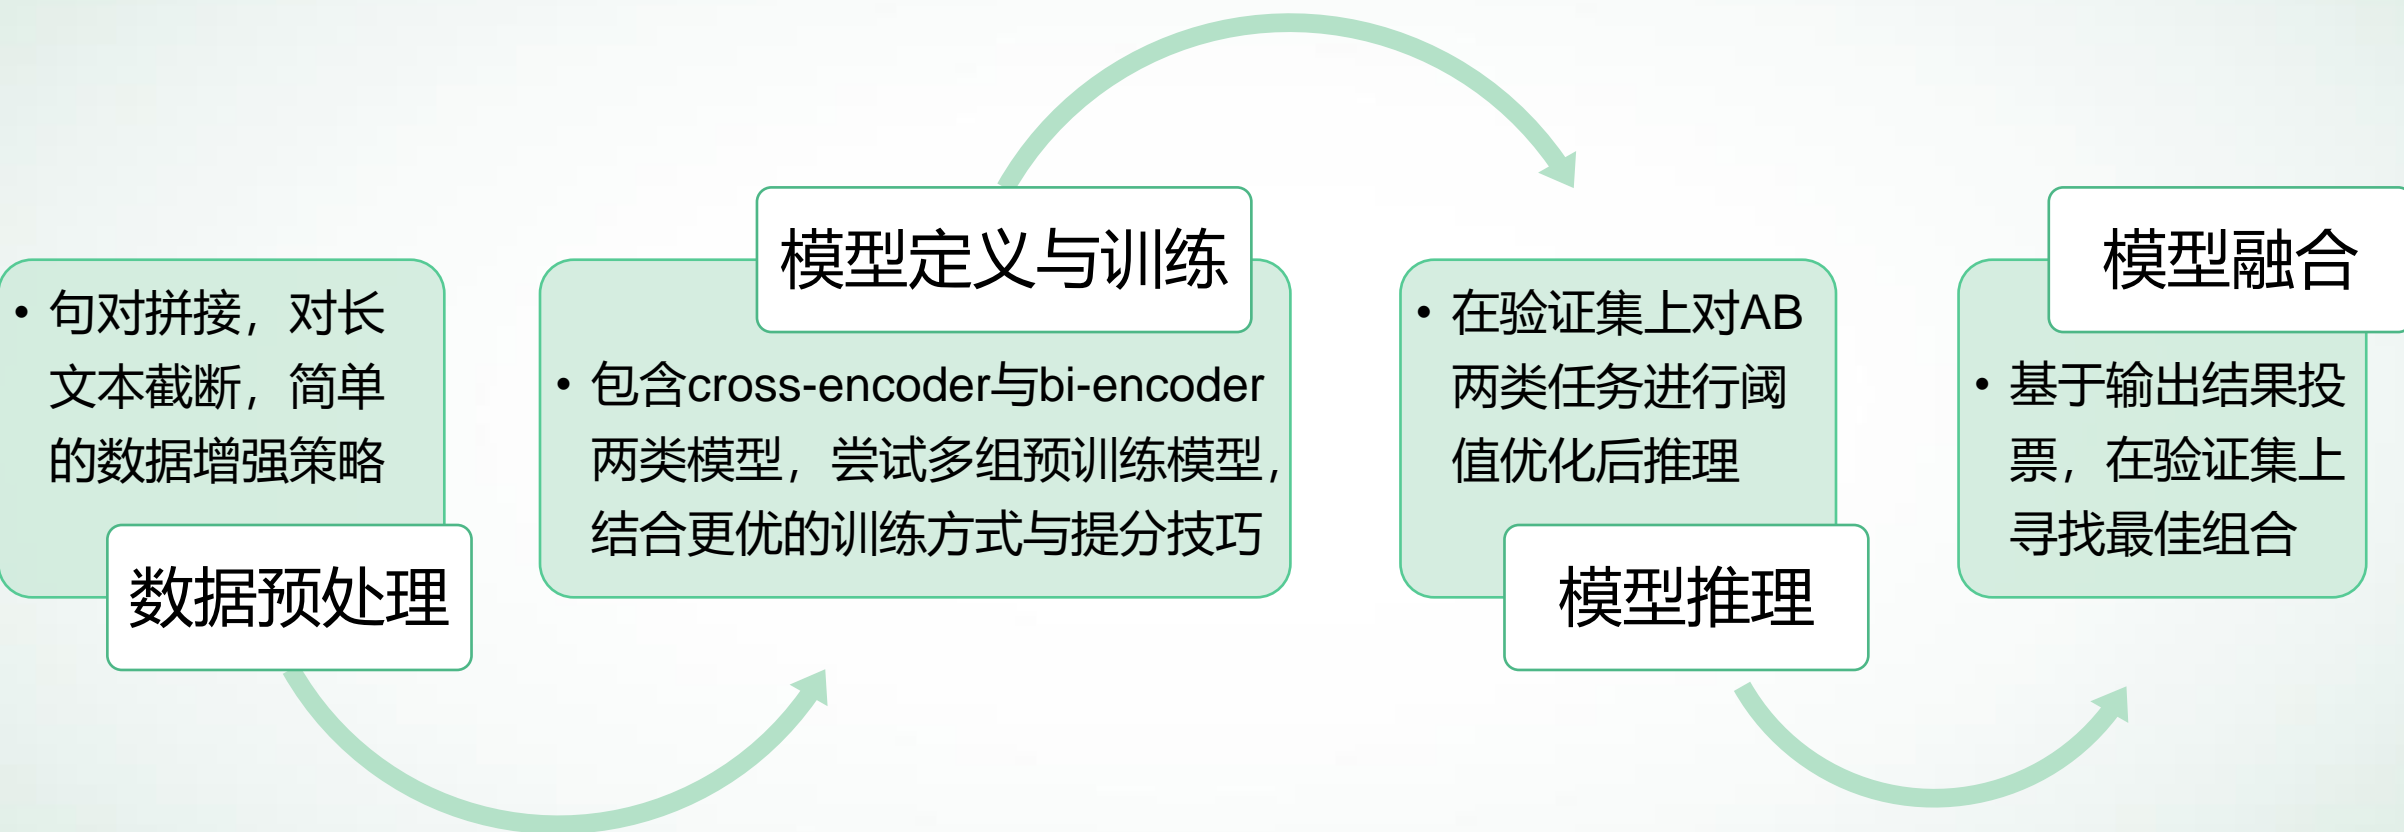 • 句对拼接，对长
文本截断，简单
的数据增强策略
数据预处理
模型定义与训练
• 包含cross-encoder与bi-encoder
两类模型，尝试多组预训练模型，
结合更优的训练方式与提分技巧
• 在验证集上对AB
两类任务进行阈
值优化后推理
模型推理
模型融合
• 基于输出结果投
票，在验证集上
寻找最佳组合